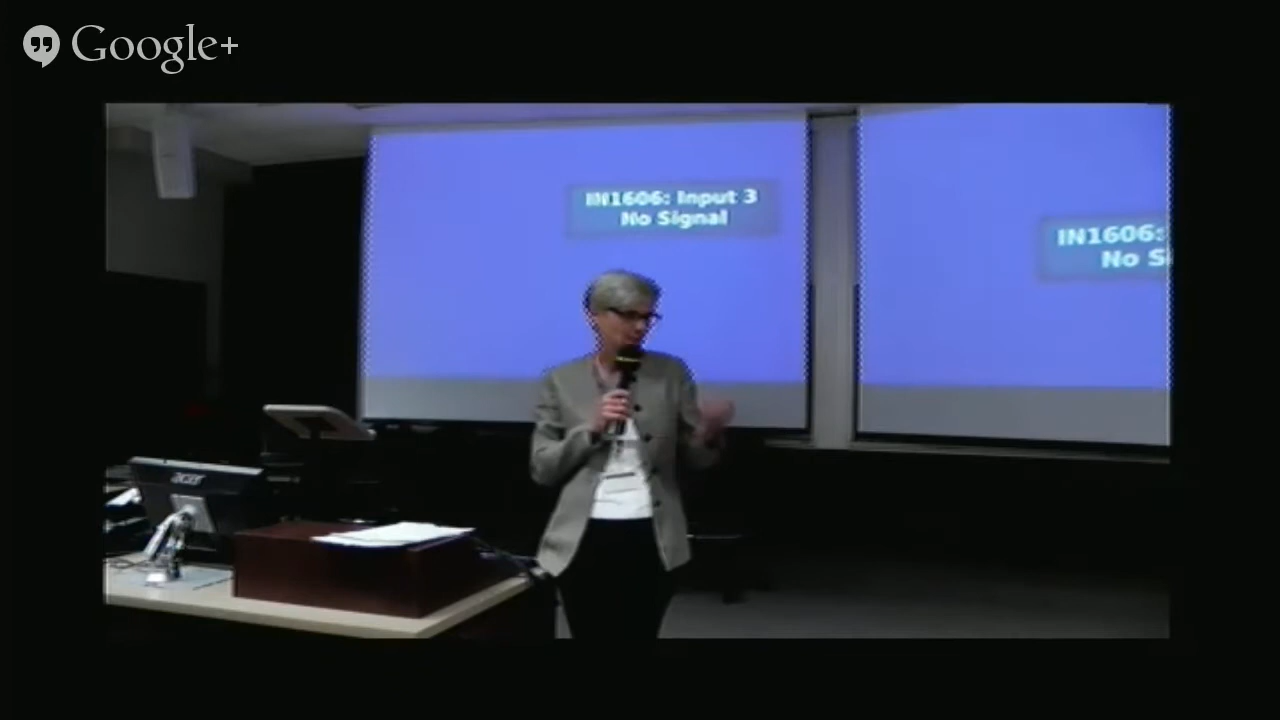 Google+
IN1606: Input 3
No Signal
IN1606:
No Si
acer